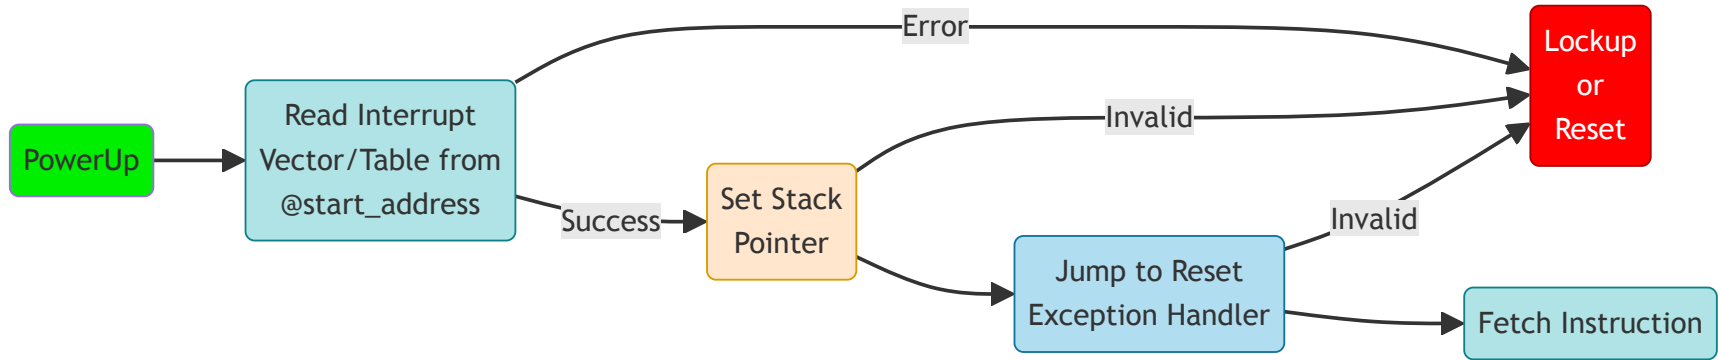 PowerUp
Read Interrupt
Vector/Table from
@start_address
Error
Success
Set Stack
Pointer
Invalid
Jump to Reset
Exception Handler
Invalid
Lockup
or
Reset
Fetch Instruction